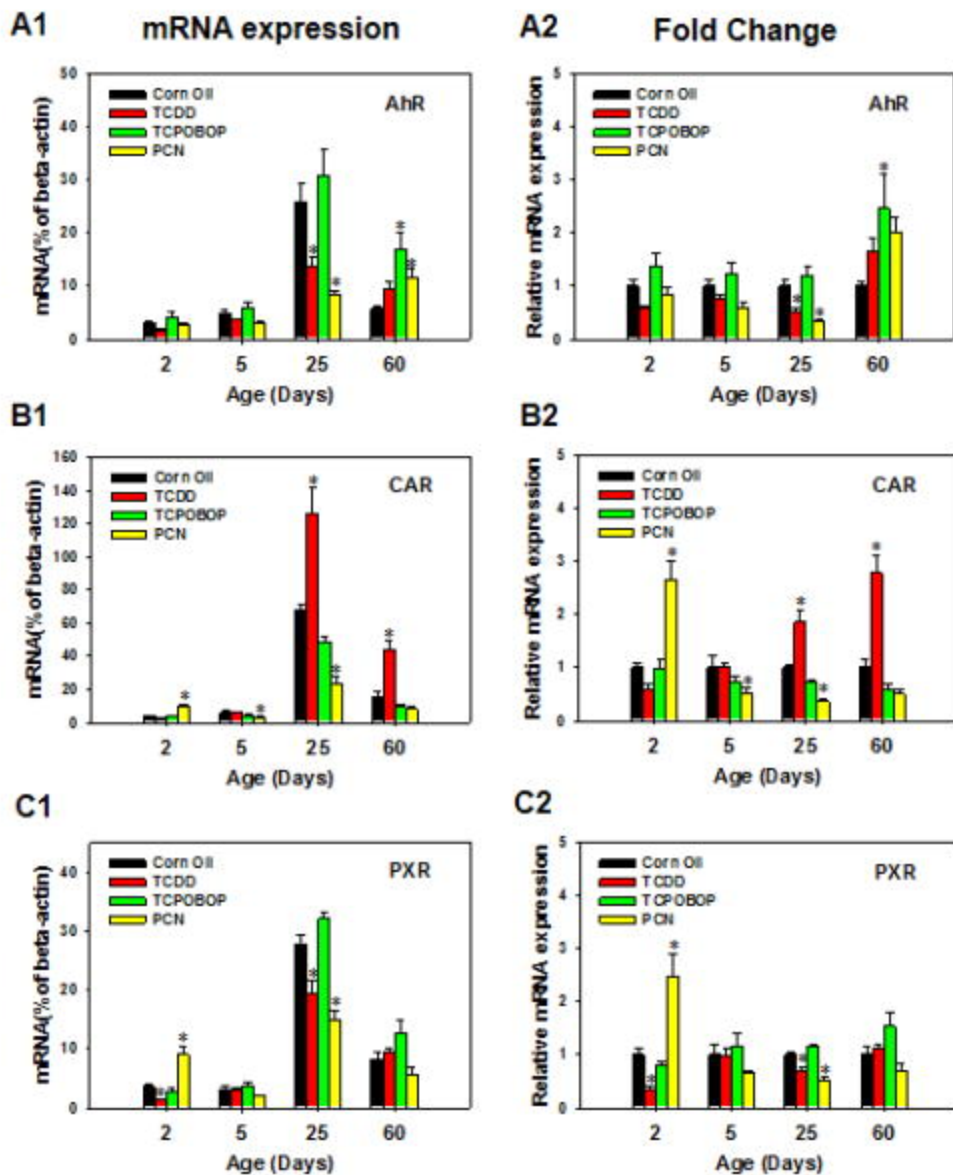 A1 mRNA expression
A2 Fold Change
mRNA(% of beta-actin)
50
40
30
20
10
0
Corn Oil
TCDD
TCPOBOP
PCN
AhR
*
*
*
*
2 5 25 60
Age (Days)
Relative mRNA expression
5
4
3
2
1
0
Corn Oil
TCDD
TCPOBOP
PCN
AhR
*
*
*
2 5 25 60
Age (Days)
B1
B2
mRNA(% of beta-actin)
160
140
120
100
80
60
40
20
0
Corn Oil
TCDD
TCPOBOP
PCN
CAR
*
*
*
*
*
2 5 25 60
Age (Days)
Relative mRNA expression
5
4
3
2
1
0
Corn Oil
TCDD
TCPOBOP
PCN
CAR
*
*
*
*
*
2 5 25 60
Age (Days)
C1
C2
mRNA(% of beta-actin)
40
30
20
10
0
Corn Oil
TCDD
TCPOBOP
PCN
PXR
*
*
*
*
2 5 25 60
Age (Days)
Relative mRNA expression
5
4
3
2
1
0
Corn Oil
TCDD
TCPOBOP
PCN
PXR
*
*
*
*
2 5 25 60
Age (Days)